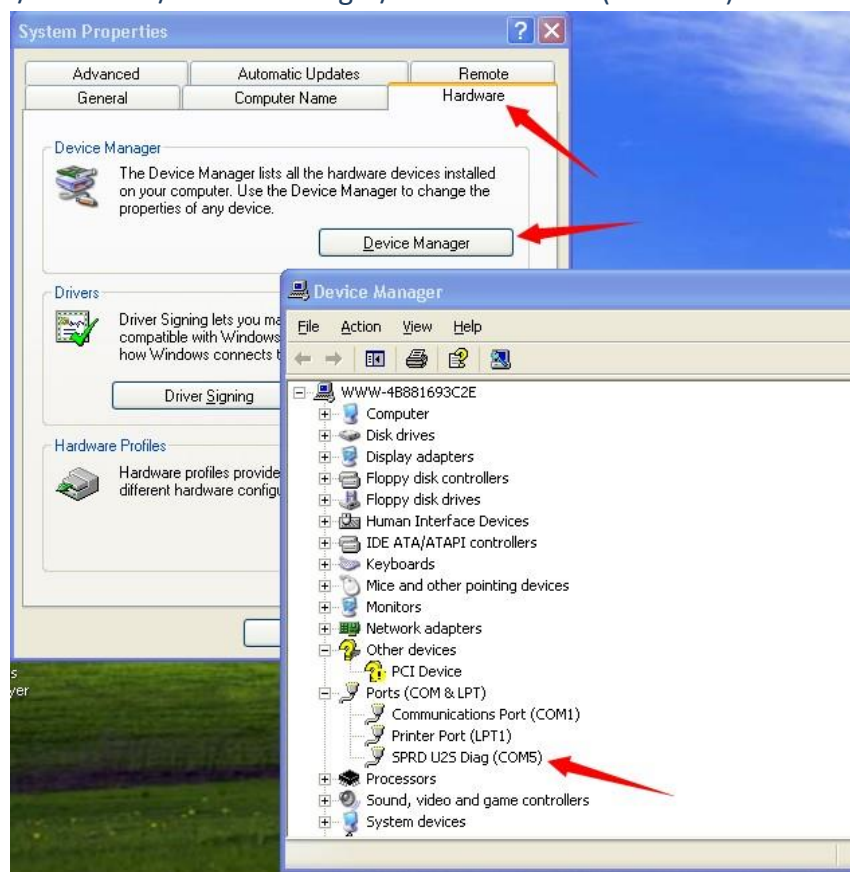 System Properties
Advanced
Automatic Updates
Remote
General
Computer Name
Hardware
Device Manager
The Device Manager lists all the hardware devices installed
on your computer. Use the Device Manager to change the
properties of any device.
Device Manager
Drivers
Driver Signing lets you ma
compatible with Windows
how Windows connects t
Driver Signing
Hardware Profiles
Hardware profiles provide
different hardware configu
Device Manager
File Action View Help
WWW-4B881693C2E
Computer
Disk drives
Display adapters
Floppy disk controllers
Floppy disk drives
Human Interface Devices
IDE ATA/ATAPI controllers
Keyboards
Mice and other pointing devices
Monitors
Network adapters
Other devices
PCI Device
Ports (COM & LPT)
Communications Port (COM1)
Printer Port (LPT1)
SPRD U2S Diag (COM5)
Processors
Sound, video and game controllers
System devices
s
yer